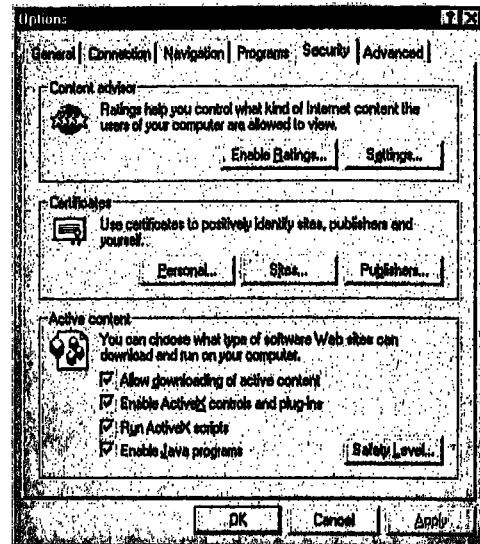 Options
General Connection Navigation Programs Security Advanced
Content advisor
Ratings help you control what kind of Internet content the
users of your computer are allowed to view.
Enable Ratings... Settings...
Certificates
Use certificates to positively identify sites, publishers and
yourself.
Personal... Sites... Publishers...
Active content
You can choose what type of software Web sites can
download and run on your computer.
Allow downloading of active content
Enable ActiveX controls and plug-ins
Run ActiveX scripts
Enable Java programs
Safety Level...
OK Cancel Apply